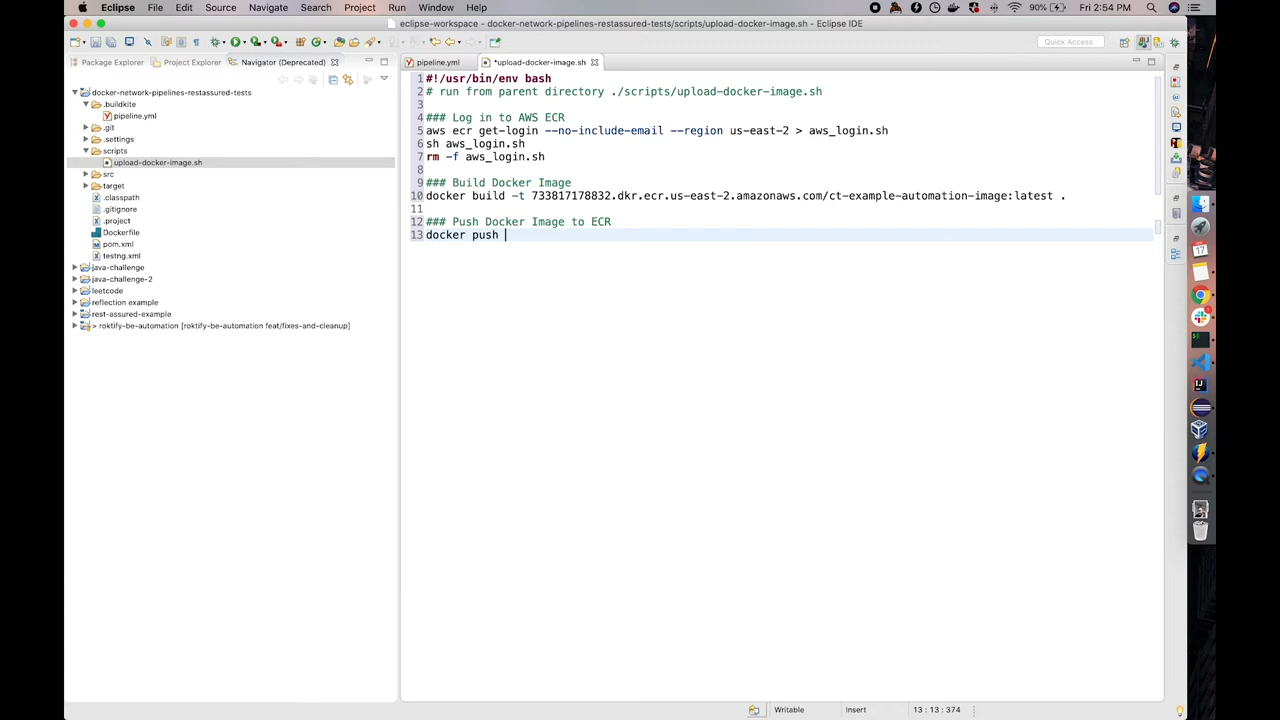 Eclipse File Edit Source Navigate Search Project Run Window Help
90% Fri 2:54 PM
eclipse-workspace - docker-network-pipelines-restassured-tests/scripts/upload-docker-image.sh - Eclipse IDE
Quick Access
Package Explorer
Project Explorer
Navigator (Deprecated)
docker-network-pipelines-restassured-tests
.buildkite
pipeline.yml
.git
.settings
scripts
upload-docker-image.sh
src
target
.classpath
.gitignore
.project
Dockerfile
pom.xml
testng.xml
java-challenge
java-challenge-2
leetcode
reflection example
rest-assured-example
> roktify-be-automation [roktify-be-automation feat/fixes-and-cleanup]
pipeline.yml
*upload-docker-image.sh
1 #!/usr/bin/env bash
2 # run from parent directory ./scripts/upload-docker-image.sh
3
4 ### Log in to AWS ECR
5 aws ecr get-login --no-include-email --region us-east-2 > aws_login.sh
6 sh aws_login.sh
7 rm -f aws_login.sh
8
9 ### Build Docker Image
10 docker build -t 733817178832.dkr.ecr.us-east-2.amazonaws.com/ct-example-automation-image:latest .
11
12 ### Push Docker Image to ECR
13 docker push
17
Writable
Insert
13 : 13 : 374